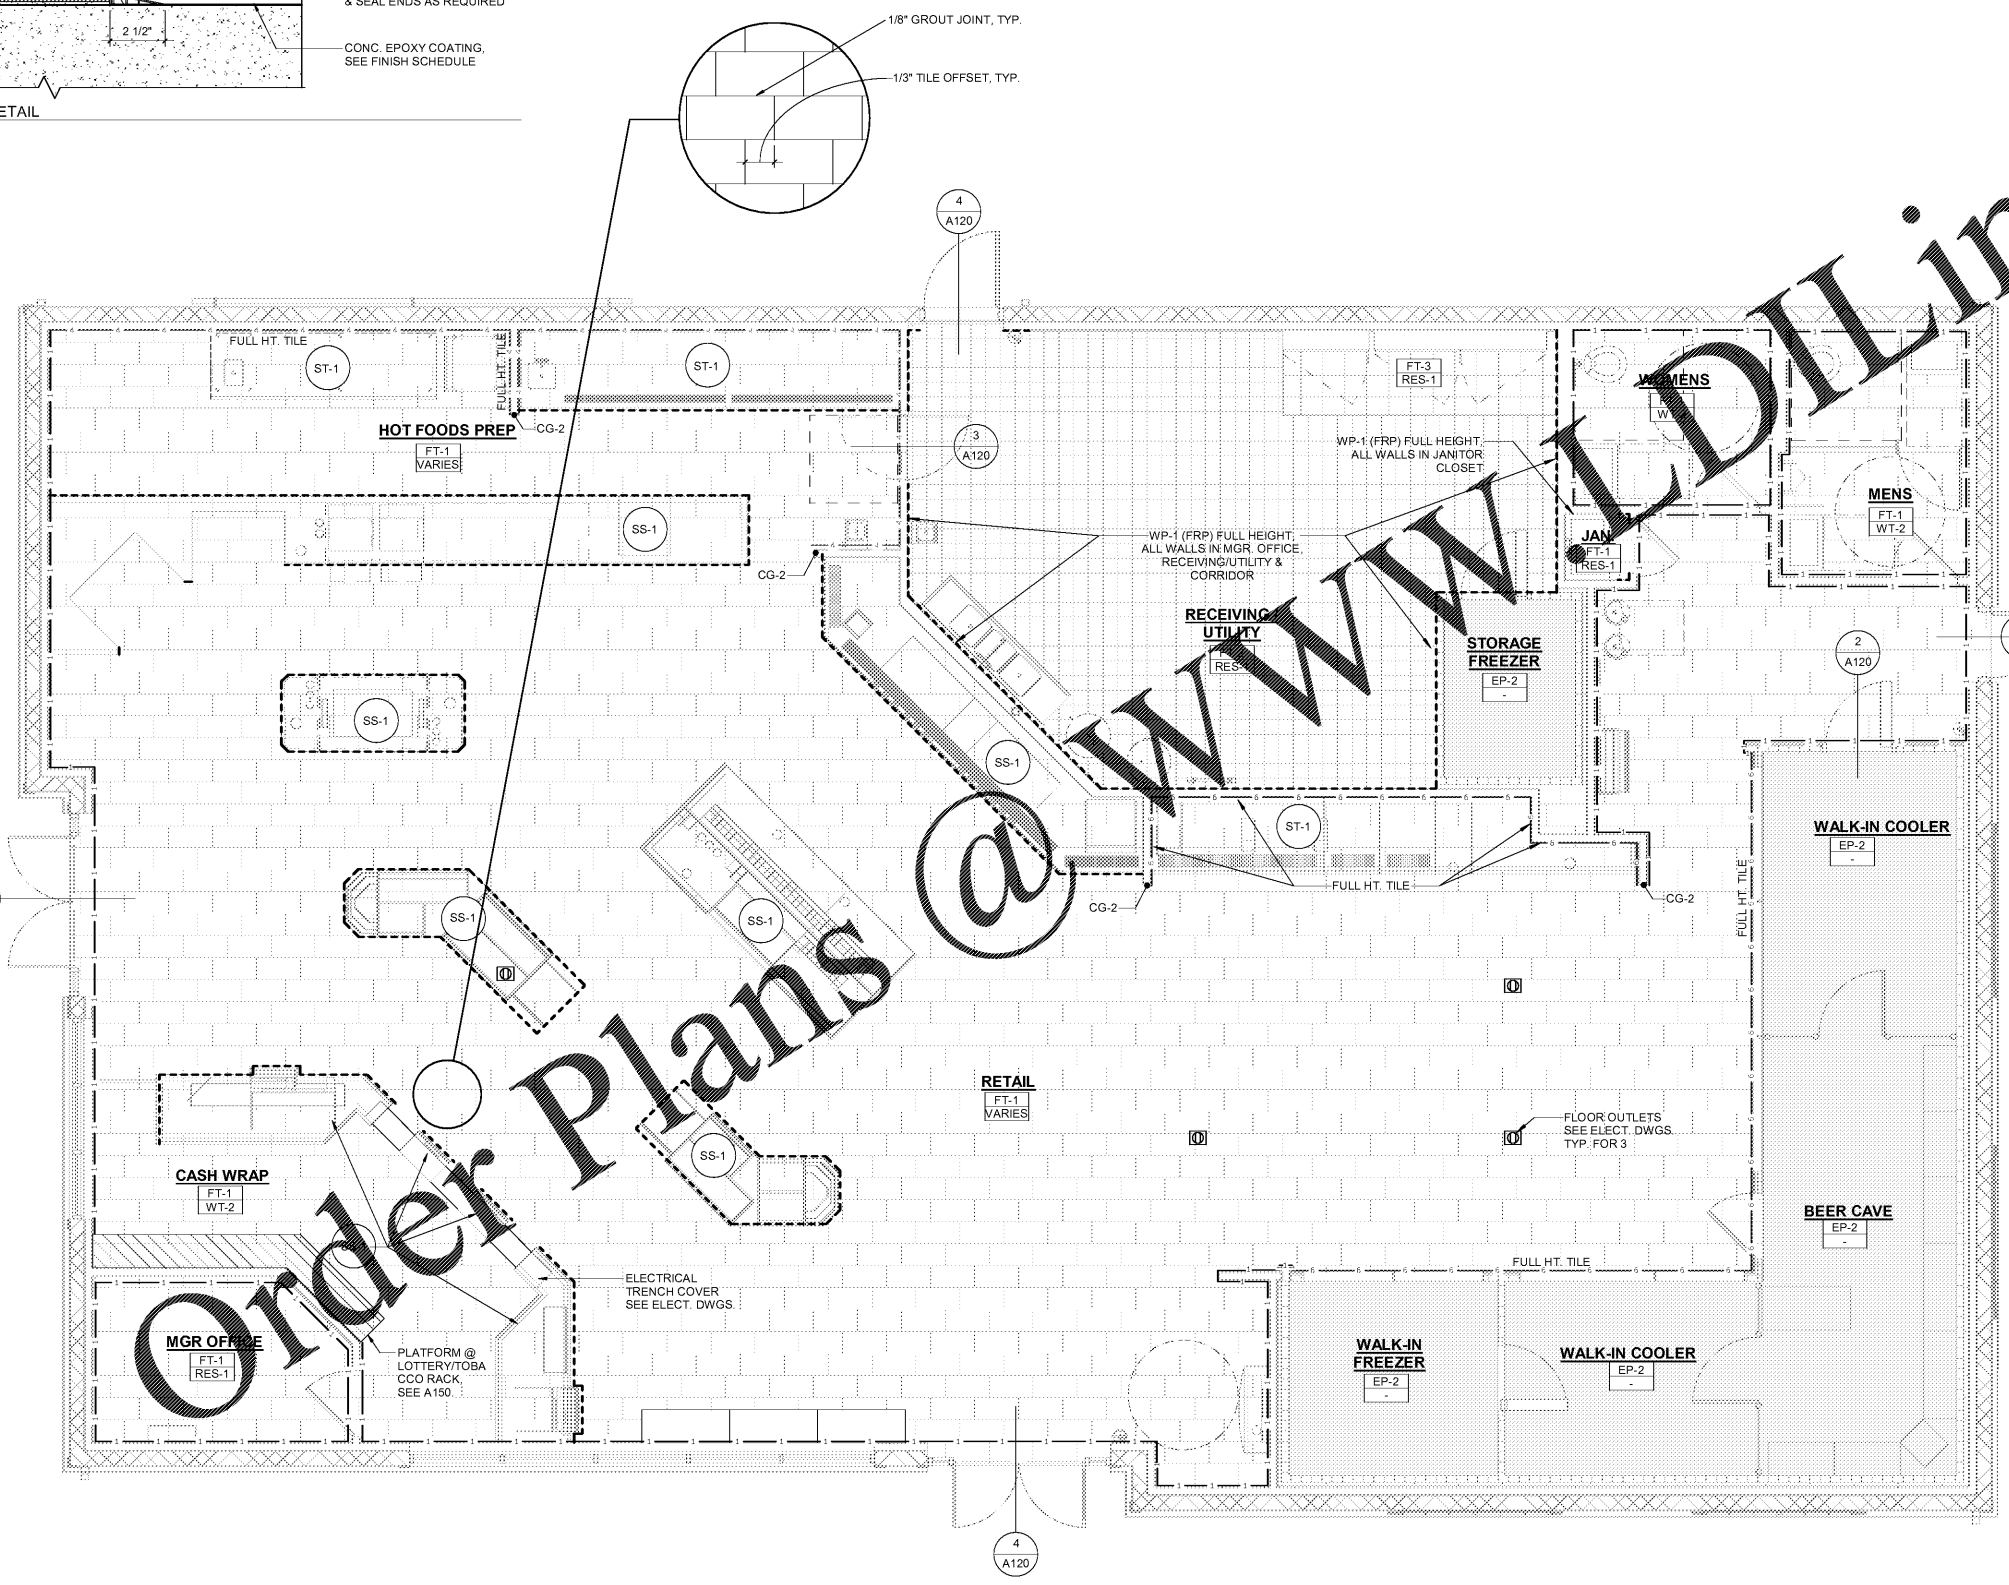 & SEAL ENDS AS REQUIRED
2 1/2"
CONC. EPOXY COATING,
SEE FINISH SCHEDULE
ETAIL
1/8" GROUT JOINT, TYP.
1/3" TILE OFFSET, TYP.
4
A120
FULL HT. TILE
ST-1
FULL HT. TILE
ST-1
FT-3
RES-1
WOMENS
HOT FOODS PREP
FT-1
VARIES
CG-2
3
A120
WP-1 (FRP) FULL HEIGHT,
ALL WALLS IN JANITOR
CLOSET
MENS
FT-1
WT-2
SS-1
WP-1 (FRP) FULL HEIGHT,
ALL WALLS IN MGR. OFFICE,
RECEIVING/UTILITY &
CORRIDOR
JAN.
FT-1
RES-1
CG-2
RECEIVING /
UTILITY
STORAGE
FREEZER
EP-2
-
2
A120
SS-1
SS-1
ST-1
WALK-IN COOLER
EP-2
-
FULL HT. TILE
FULL HT. TILE
CG-2
CG-2
SS-1
SS-1
RETAIL
FT-1
VARIES
FLOOR OUTLETS
SEE ELECT. DWGS.
TYP. FOR 3
SS-1
CASH WRAP
FT-1
WT-2
BEER CAVE
EP-2
-
ELECTRICAL
TRENCH COVER
SEE ELECT. DWGS.
FULL HT. TILE
MGR OFFICE
FT-1
RES-1
PLATFORM @
LOTTERY/TOBA
CCO RACK,
SEE A150.
WALK-IN
FREEZER
EP-2
-
WALK-IN COOLER
EP-2
-
4
A120
Order Plans @ WWW.LDILin